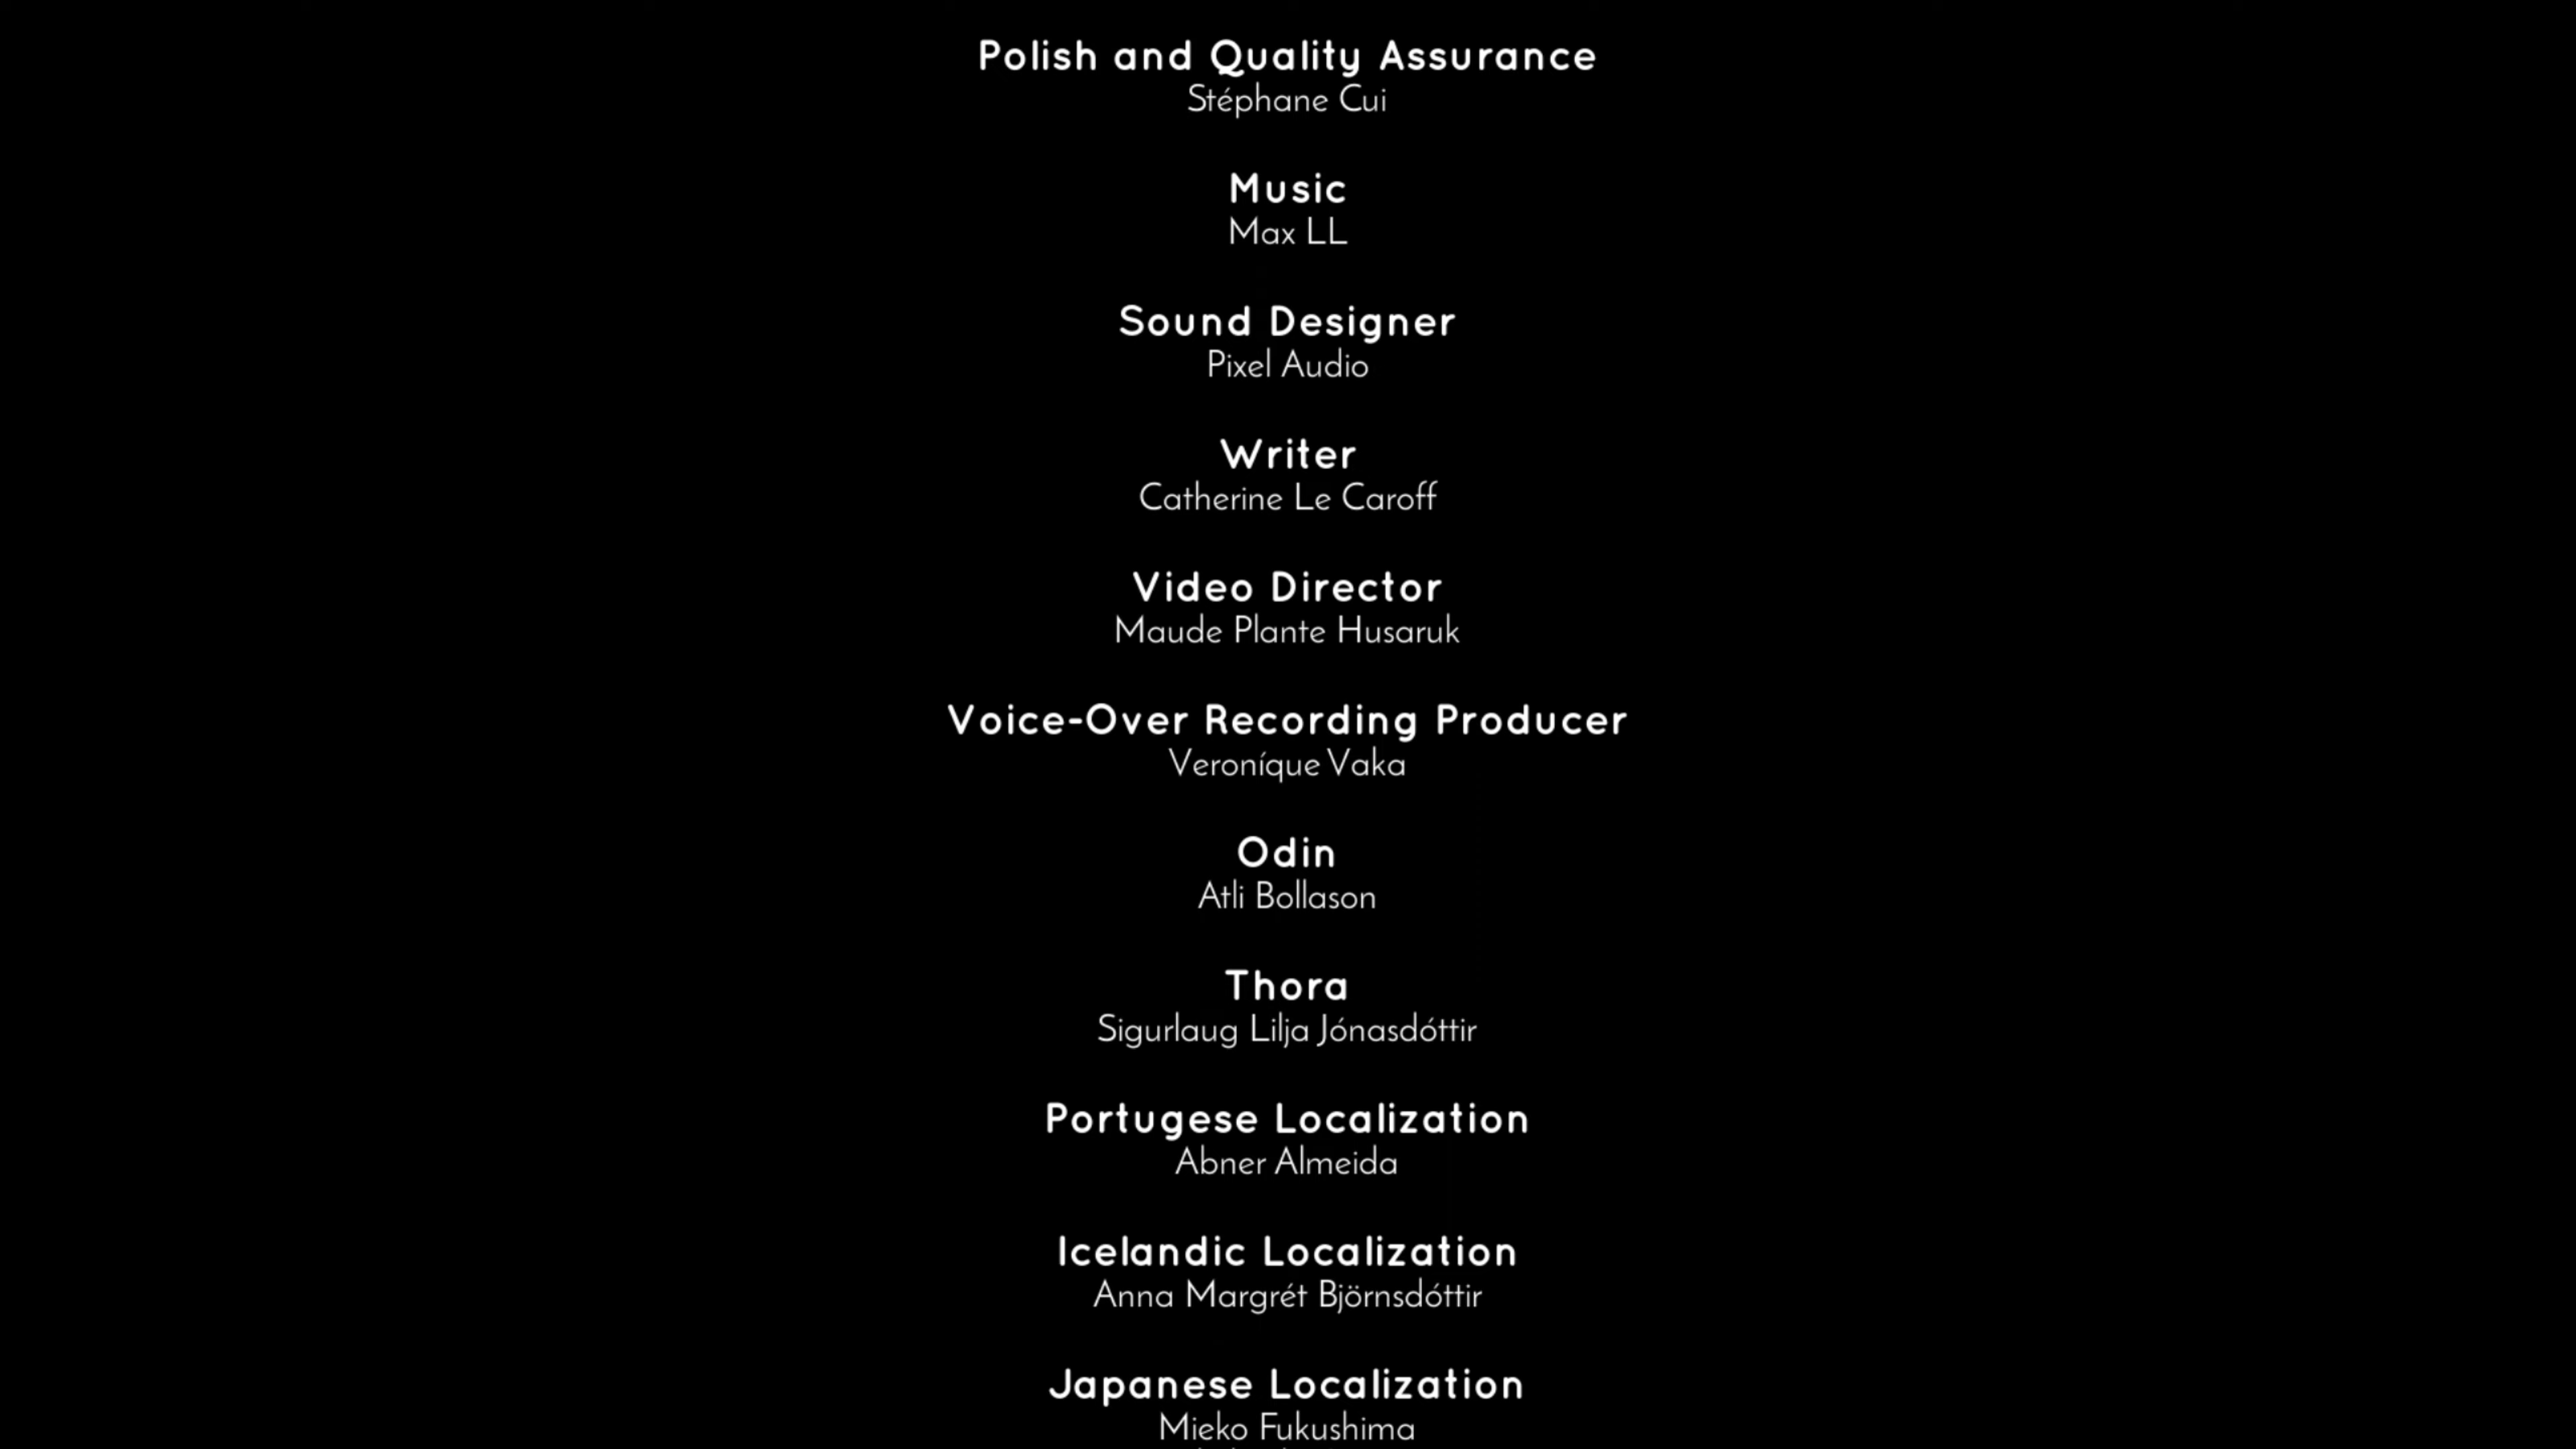 Polish and Quality Assurance
Stéphane Cui
Music
Max LL
Sound Designer
Pixel Audio
Writer
Catherine Le Caroff
Video Director
Maude Plante Husaruk
Voice-Over Recording Producer
Veroníque Vaka
Odin
Atli Bollason
Thora
Sigurlaug Lilja Jónasdóttir
Portugese Localization
Abner Almeida
Icelandic Localization
Anna Margrét Björnsdóttir
Japanese Localization
Mieko Fukushima